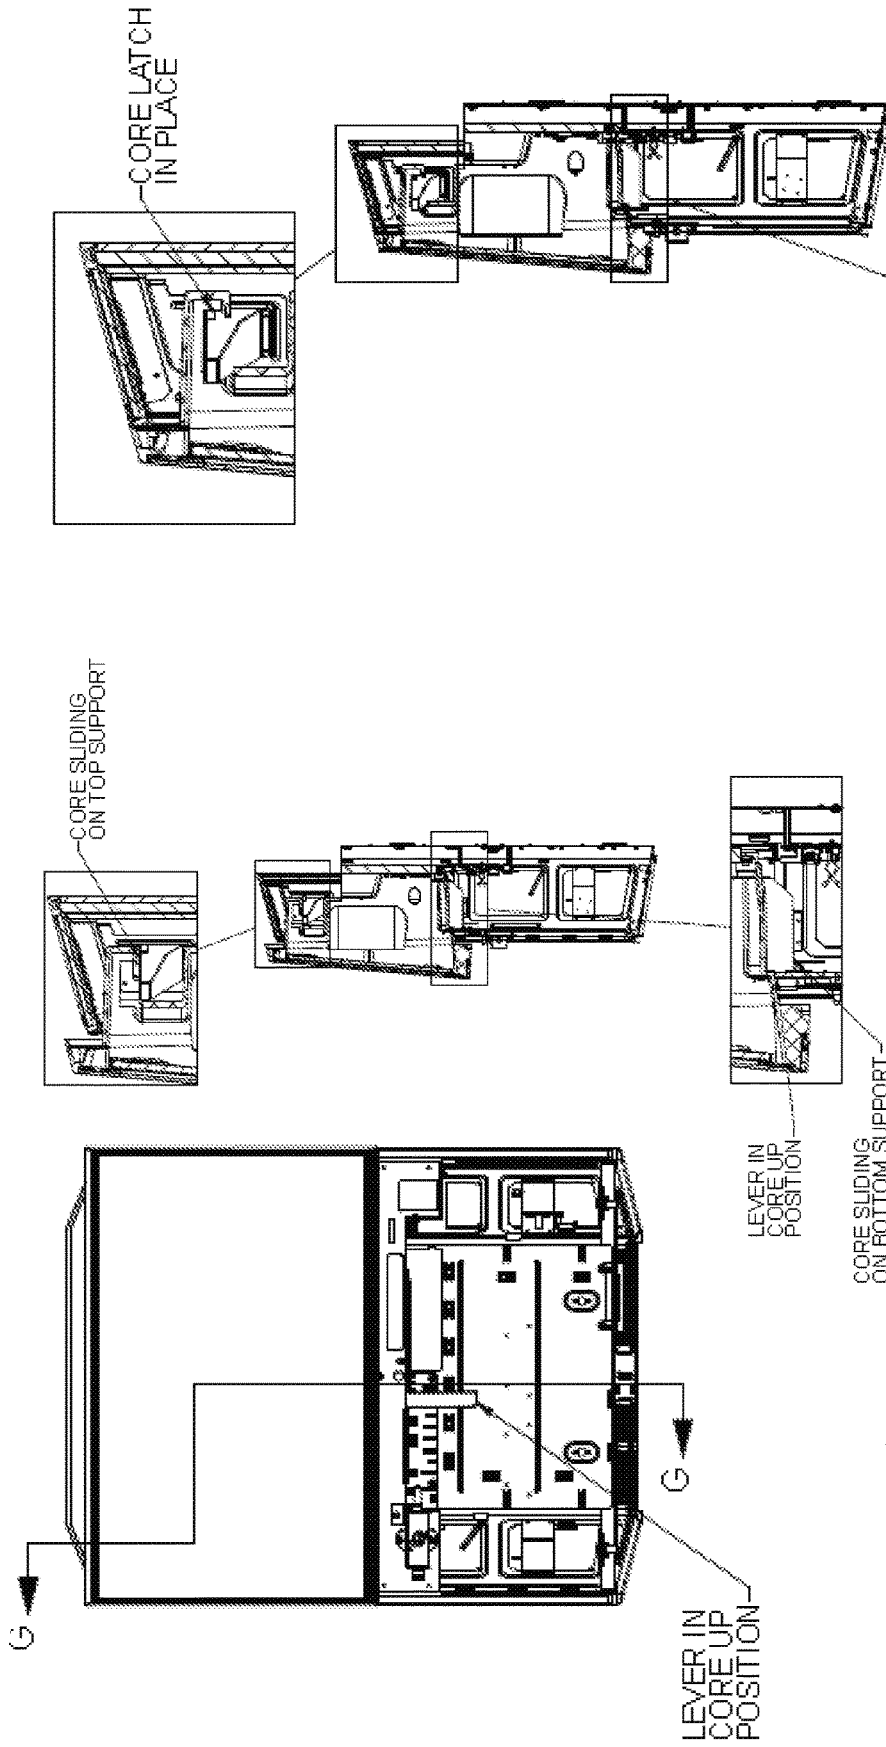 CORE LATCH
IN PLACE
CORE SLIDING
ON TOP SUPPORT
LEVER IN
CORE UP
POSITION
CORE SLIDING
ON BOTTOM SUPPORT
G
G
LEVER IN
CORE UP
POSITION